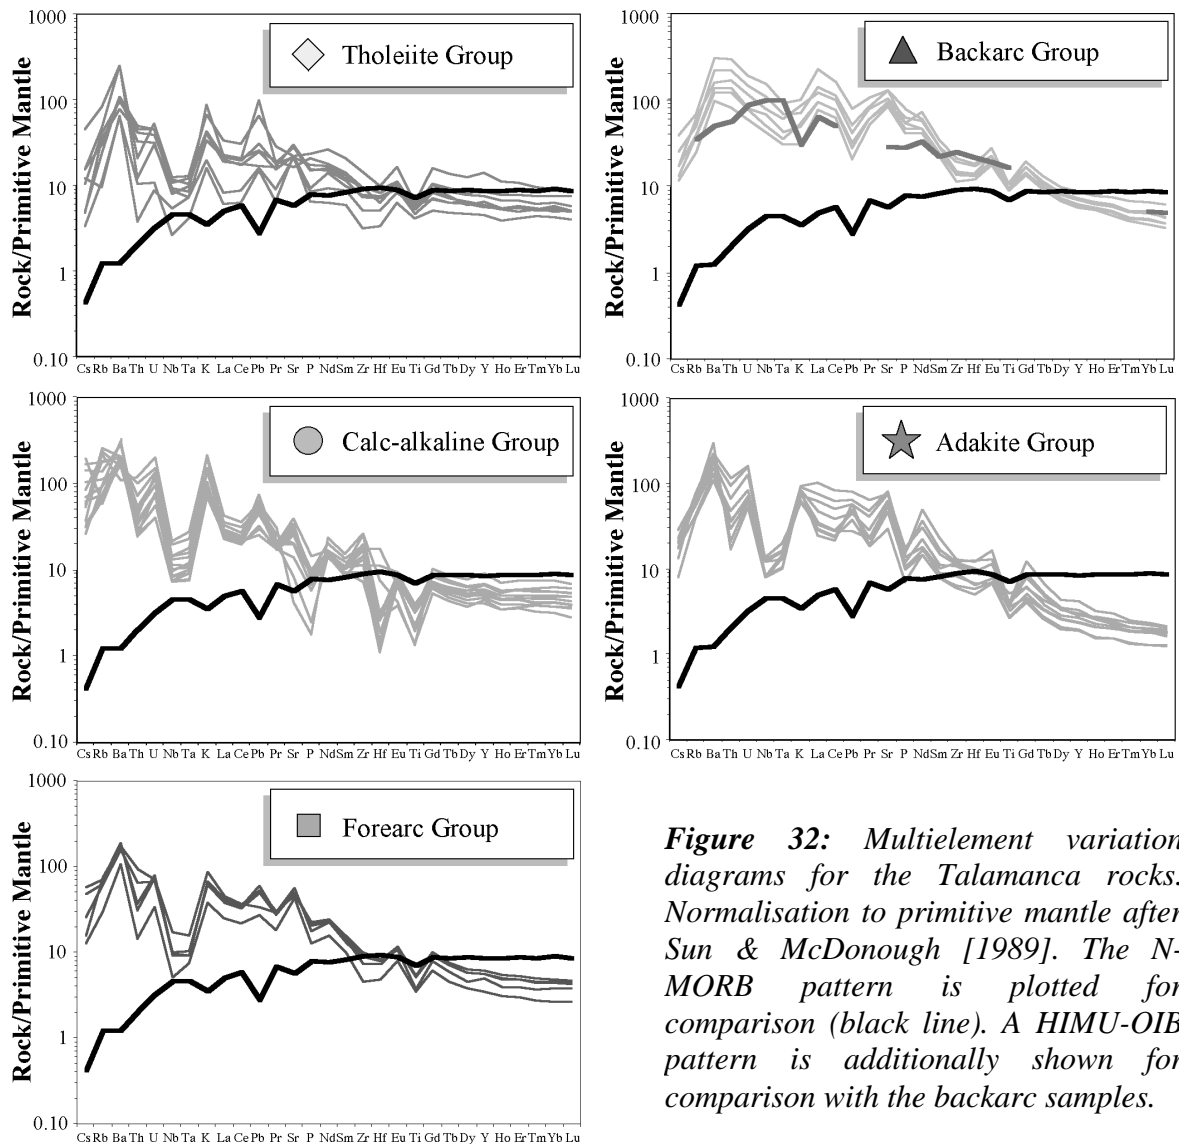 1000
100
10
1
0.10
Rock/Primitive Mantle
Tholeiite Group
Cs Rb Ba Th U Nb Ta K La Ce Pb Pr Sr P Nd Sm Zr Hf Eu Ti Gd Tb Dy Y Ho Er Tm Yb Lu
1000
100
10
1
0.10
Rock/Primitive Mantle
Backarc Group
Cs Rb Ba Th U Nb Ta K La Ce Pb Pr Sr P Nd Sm Zr Hf Eu Ti Gd Tb Dy Y Ho Er Tm Yb Lu
1000
100
10
1
0.10
Rock/Primitive Mantle
Calc-alkaline Group
Cs Rb Ba Th U Nb Ta K La Ce Pb Pr Sr P Nd Sm Zr Hf Eu Ti Gd Tb Dy Y Ho Er Tm Yb Lu
1000
100
10
1
0.10
Rock/Primitive Mantle
Adakite Group
Cs Rb Ba Th U Nb Ta K La Ce Pb Pr Sr P Nd Sm Zr Hf Eu Ti Gd Tb Dy Y Ho Er Tm Yb Lu
1000
100
10
1
0.10
Rock/Primitive Mantle
Forearc Group
Cs Rb Ba Th U Nb Ta K La Ce Pb Pr Sr P Nd Sm Zr Hf Eu Ti Gd Tb Dy Y Ho Er Tm Yb Lu
Figure 32: Multielement variation
diagrams for the Talamanca rocks.
Normalisation to primitive mantle after
Sun & McDonough [1989]. The N-
MORB pattern is plotted for
comparison (black line). A HIMU-OIB
pattern is additionally shown for
comparison with the backarc samples.